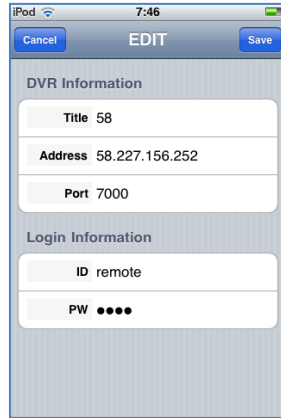 iPod 7:46
Cancel EDIT Save
DVR Information
Title 58
Address 58.227.156.252
Port 7000
Login Information
ID remote
PW ●●●●